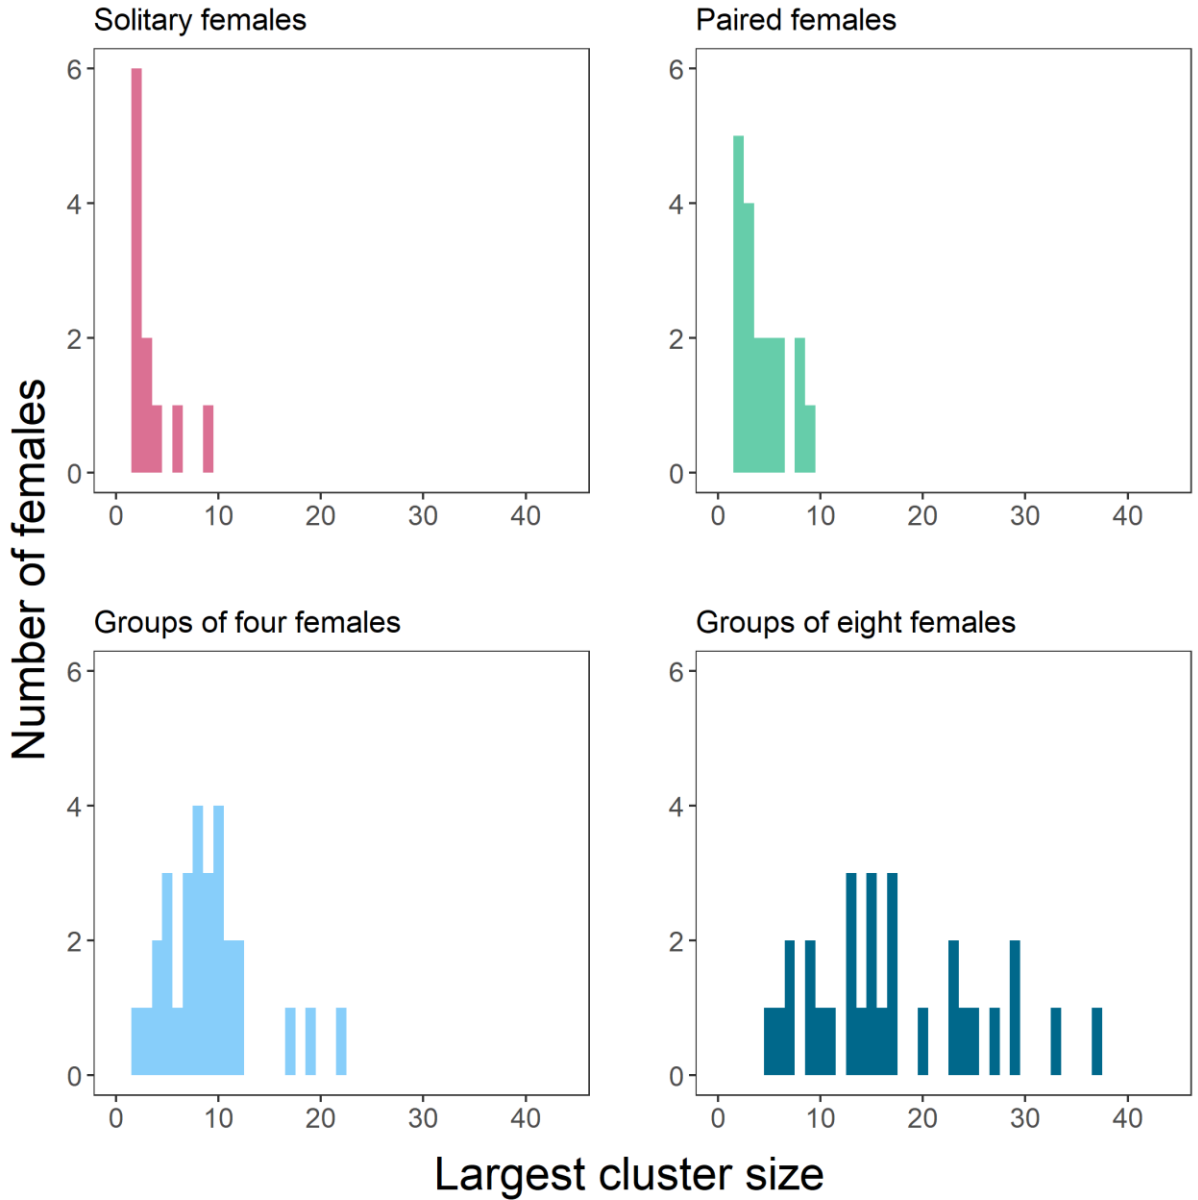 Solitary females
Paired females
6
4
2
0
0 10 20 30 40
6
4
2
0
0 10 20 30 40
Number of females
Groups of four females
Groups of eight females
6
4
2
0
0 10 20 30 40
6
4
2
0
0 10 20 30 40
Largest cluster size